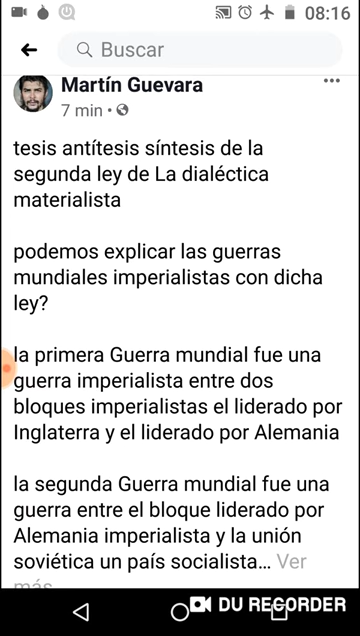 08:16
Buscar
Martín Guevara
7 min
tesis antítesis síntesis de la
segunda ley de La dialéctica
materialista
podemos explicar las guerras
mundiales imperialistas con dicha
ley?
la primera Guerra mundial fue una
guerra imperialista entre dos
bloques imperialistas el liderado por
Inglaterra y el liderado por Alemania
la segunda Guerra mundial fue una
guerra entre el bloque liderado por
Alemania imperialista y la unión
soviética un país socialista... Ver
más
DU RECORDER